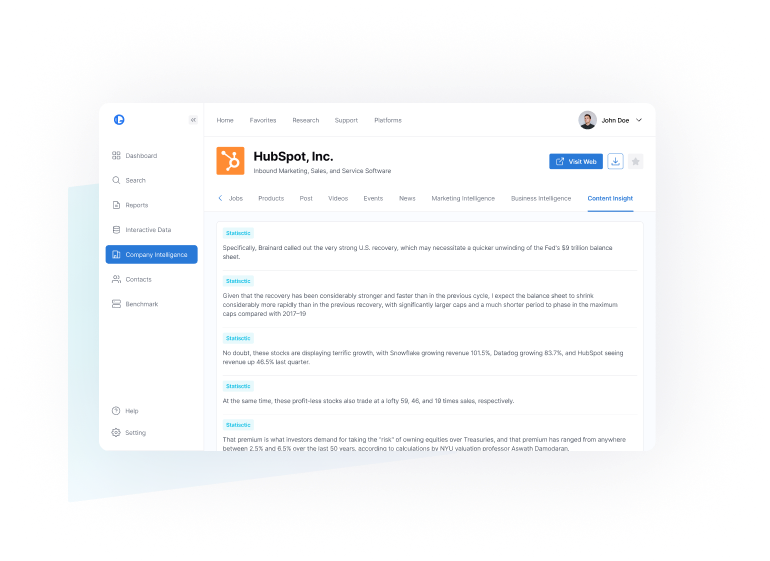 Home Favorites Research Support Platforms John Doe
Dashboard
Search
Reports
Interactive Data
Company Intelligence
Contacts
Benchmark
Help
Setting
HubSpot, Inc.
Inbound Marketing, Sales, and Service Software
Visit Web
Jobs Products Post Videos Events News Marketing Intelligence Business Intelligence Content Insight
Statisctic
Specifically, Brainard called out the very strong U.S. recovery, which may necessitate a quicker unwinding of the Fed's $9 trillion balance
sheet.
Statisctic
Given that the recovery has been considerably stronger and faster than in the previous cycle, I expect the balance sheet to shrink
considerably more rapidly than in the previous recovery, with significantly larger caps and a much shorter period to phase in the maximum
caps compared with 2017–19
Statisctic
No doubt, these stocks are displaying terrific growth, with Snowflake growing revenue 101.5%, Datadog growing 83.7%, and HubSpot seeing
revenue up 46.5% last quarter.
Statisctic
At the same time, these profit-less stocks also trade at a lofty 59, 46, and 19 times sales, respectively.
Statisctic
That premium is what investors demand for taking the "risk" of owning equities over Treasuries, and that premium has ranged from anywhere
between 2.5% and 6.5% over the last 50 years, according to calculations by NYU valuation professor Aswath Damodaran.